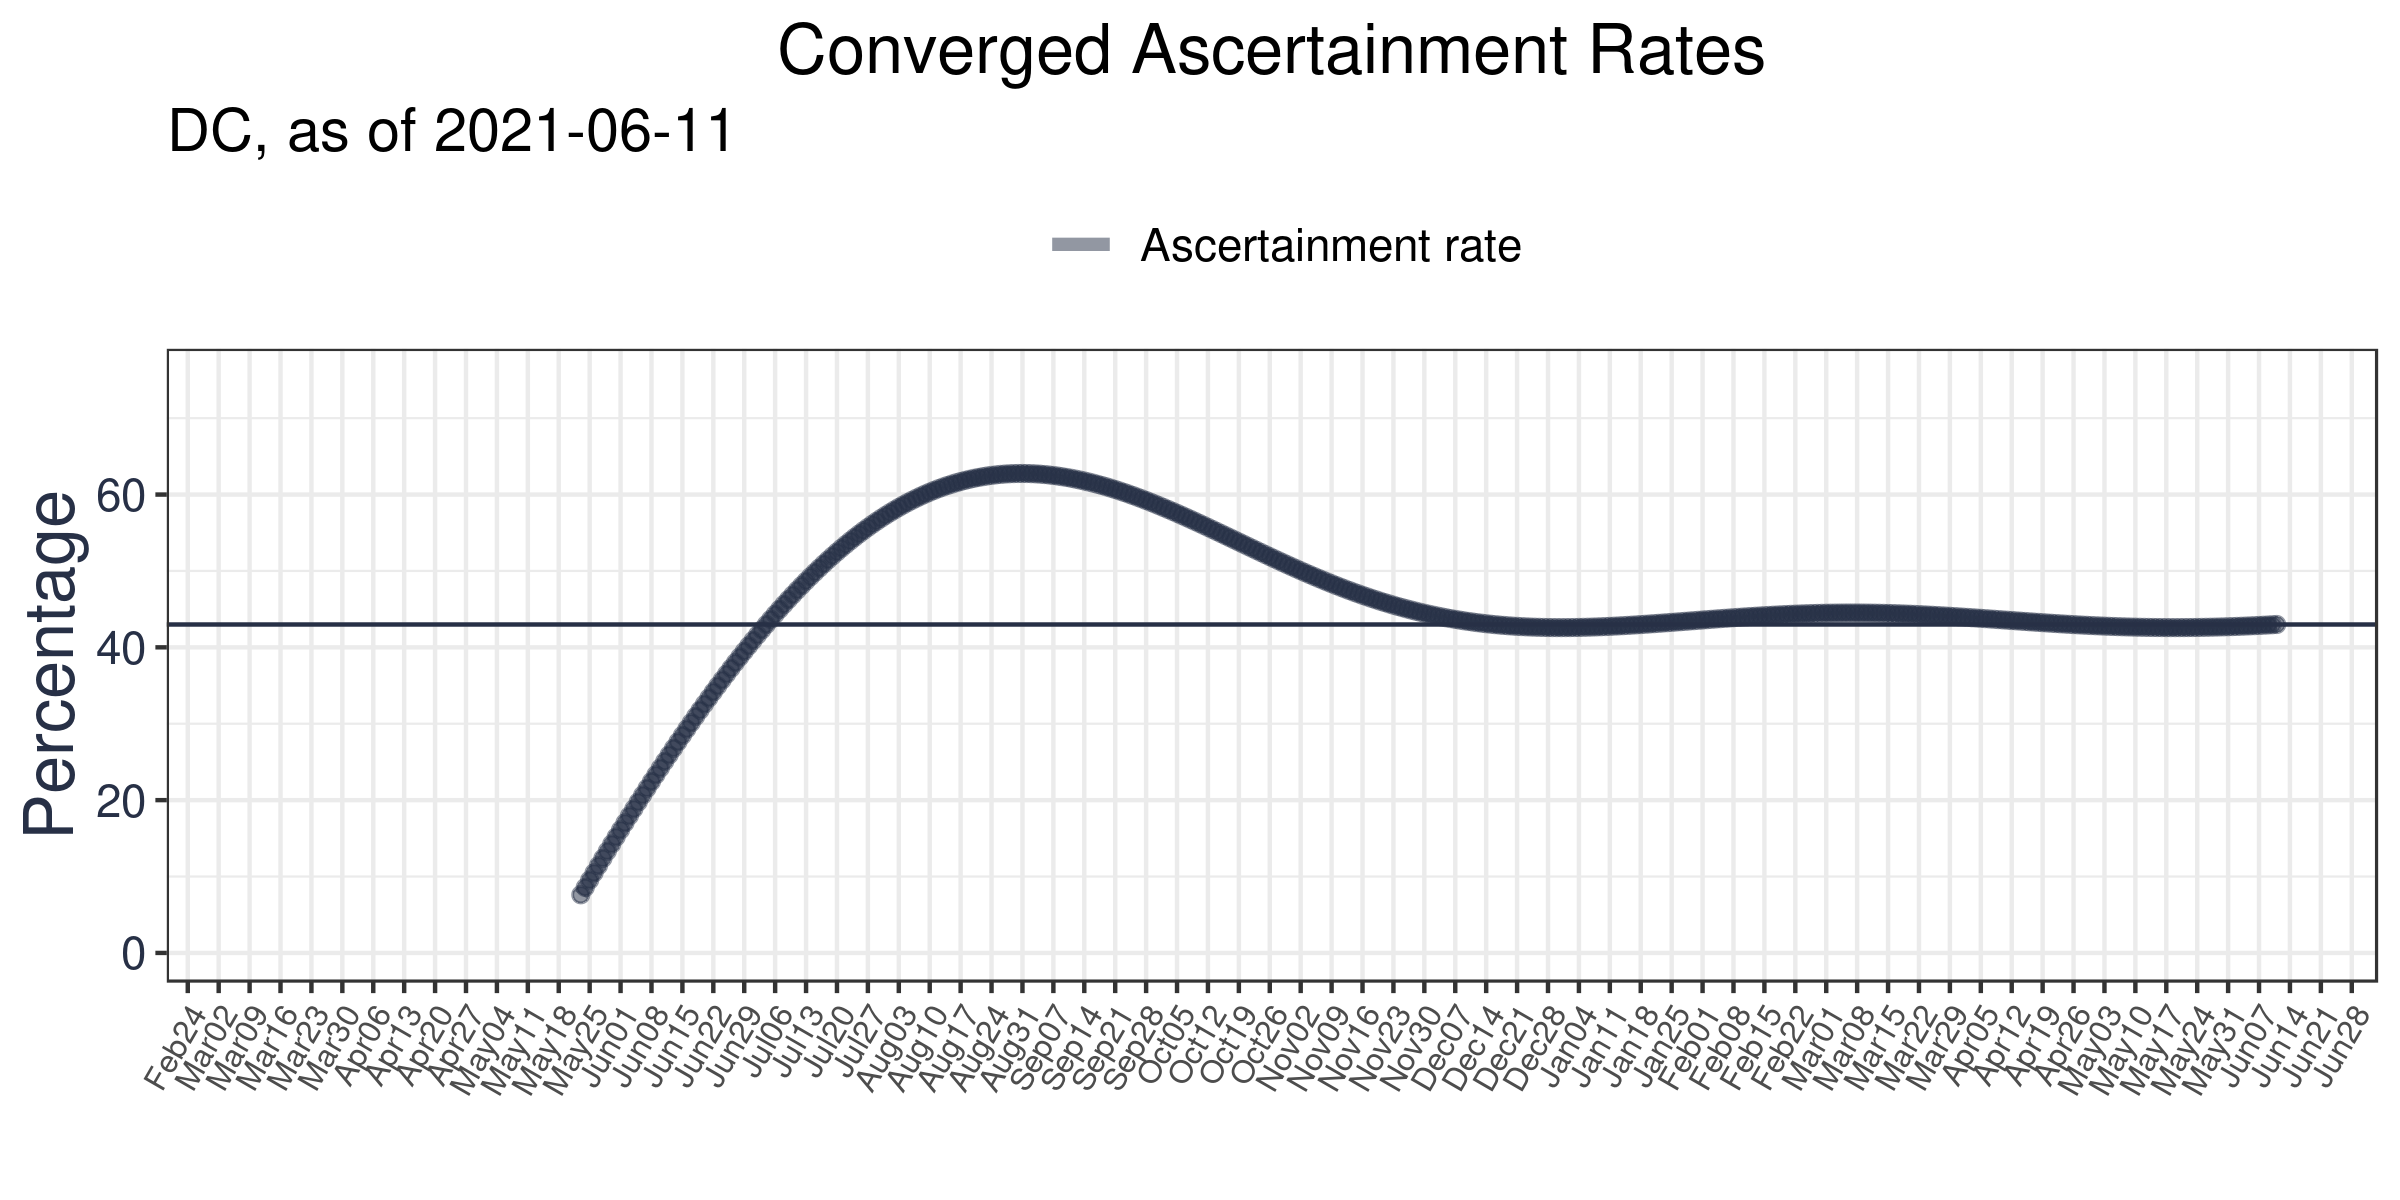 Converged Ascertainment Rates
DC, as of 2021-06-11
Ascertainment rate
Percentage
60
40
20
0
Feb24
Mar02
Mar09
Mar16
Mar23
Mar30
Apr06
Apr13
Apr20
Apr27
May04
May11
May18
May25
Jun01
Jun08
Jun15
Jun22
Jun29
Jul06
Jul13
Jul20
Jul27
Aug03
Aug10
Aug17
Aug24
Aug31
Sep07
Sep14
Sep21
Sep28
Oct05
Oct12
Oct19
Oct26
Nov02
Nov09
Nov16
Nov23
Nov30
Dec07
Dec14
Dec21
Dec28
Jan04
Jan11
Jan18
Jan25
Feb01
Feb08
Feb15
Feb22
Mar01
Mar08
Mar15
Mar22
Mar29
Apr05
Apr12
Apr19
Apr26
May03
May10
May17
May24
May31
Jun07
Jun14
Jun21
Jun28